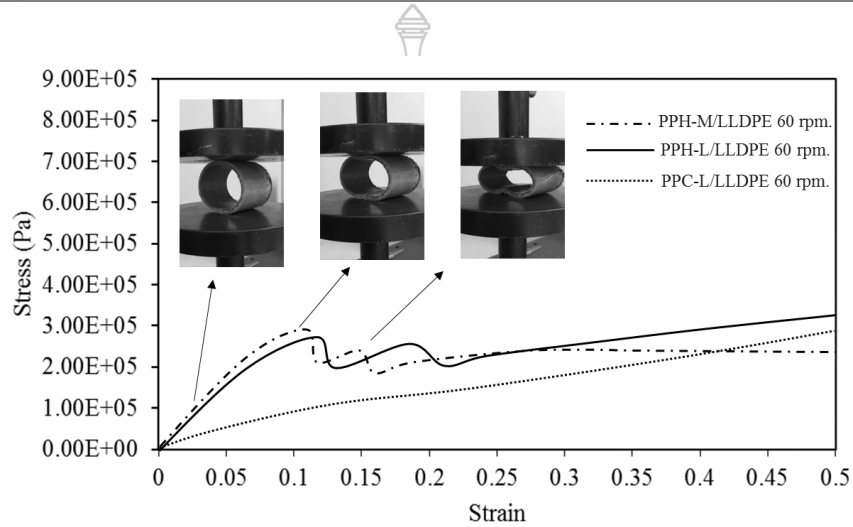 9.00E+05
8.00E+05
7.00E+05
6.00E+05
5.00E+05
4.00E+05
3.00E+05
2.00E+05
1.00E+05
0.00E+00
Stress (Pa)
PPH-M/LLDPE 60 rpm.
PPH-L/LLDPE 60 rpm.
PPC-L/LLDPE 60 rpm.
0 0.05 0.1 0.15 0.2 0.25 0.3 0.35 0.4 0.45 0.5
Strain